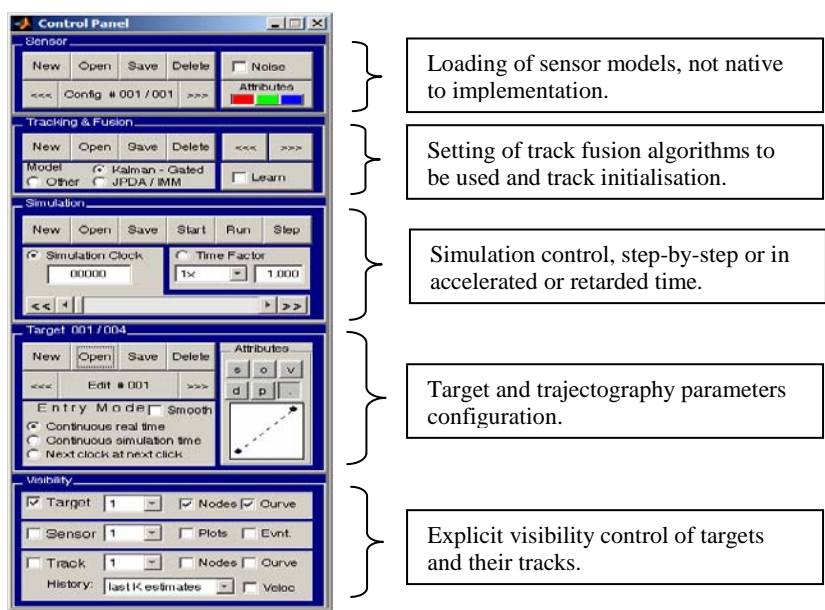 Control Panel
Sensor
New Open Save Delete Noise
<<< Config # 001 / 001 >>> Attributes
Tracking & Fusion
New Open Save Delete <<< >>>
Model Kalman - Gated
Other JPDA / IMM Learn
Simulation
New Open Save Start Run Step
Simulation Clock Time Factor
00000 1x 1.000
<< >>
Target 001 / 004
New Open Save Delete Attributes
s o v
<<< Edit # 001 >>> d p .
Entry Mode Smooth
Continuous real time
Continuous simulation time
Next clock at next click
Visibility
Target 1 Nodes Curve
Sensor 1 Plots Evnt.
Track 1 Nodes Curve
History: last K estimates Veloc
Loading of sensor models, not native
to implementation.
Setting of track fusion algorithms to
be used and track initialisation.
Simulation control, step-by-step or in
accelerated or retarded time.
Target and trajectography parameters
configuration.
Explicit visibility control of targets
and their tracks.